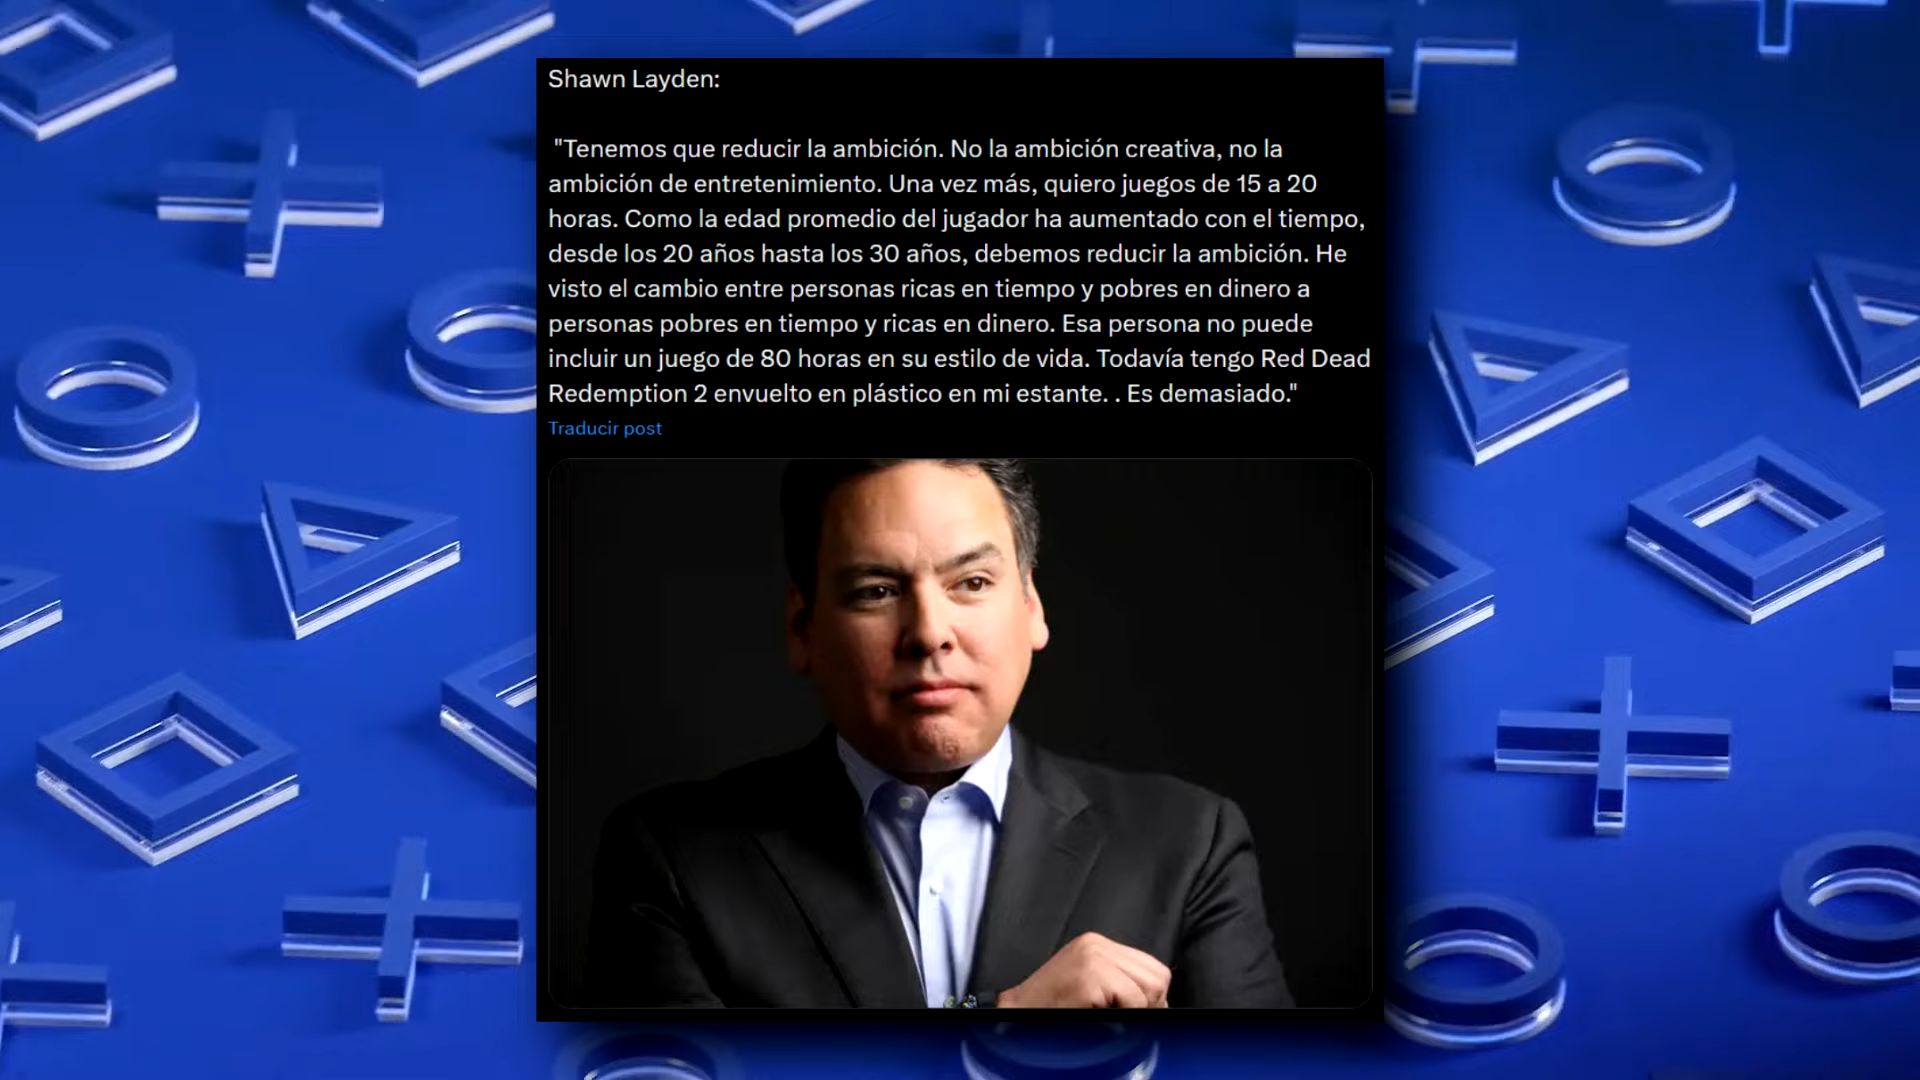 Shawn Layden:
"Tenemos que reducir la ambición. No la ambición creativa, no la
ambición de entretenimiento. Una vez más, quiero juegos de 15 a 20
horas. Como la edad promedio del jugador ha aumentado con el tiempo,
desde los 20 años hasta los 30 años, debemos reducir la ambición. He
visto el cambio entre personas ricas en tiempo y pobres en dinero a
personas pobres en tiempo y ricas en dinero. Esa persona no puede
incluir un juego de 80 horas en su estilo de vida. Todavía tengo Red Dead
Redemption 2 envuelto en plástico en mi estante. . Es demasiado."
Traducir post